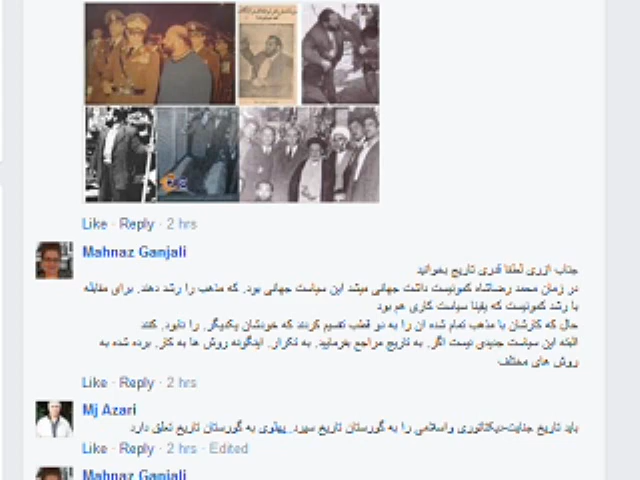 Like · Reply · 2 hrs
Mahnaz Ganjali
جناب ازری لطفا قدری تاریخ بخوانید
در زمان محمد رضاشاه کمونیست داشت جهانی میشد این سیاست جهانی بود. که مذهب را رشد دهند. برای مقابله
با رشد کمونیست که یقینا سیاست کاری هم بود
حال که کارشان با مذهب تمام شده ان را به دو قطب تقسیم کردند که خودشان یکدیگر. را نابود. کنند
البته این سیاست جدیدی نیست اگر. به تاریخ مراجع بفرمایید. به تکرار. اینگونه روش ها به کار. برده شده به
روش های مختلف
Like · Reply · 2 hrs
Mj Azari
باید تاریخ جنایت-دیکتاتوری واسلامی را به گورستان تاریخ سپرد. پهلوی به گورستان تاریخ تعلق دارد
Like · Reply · 2 hrs · Edited
Mahnaz Ganjali